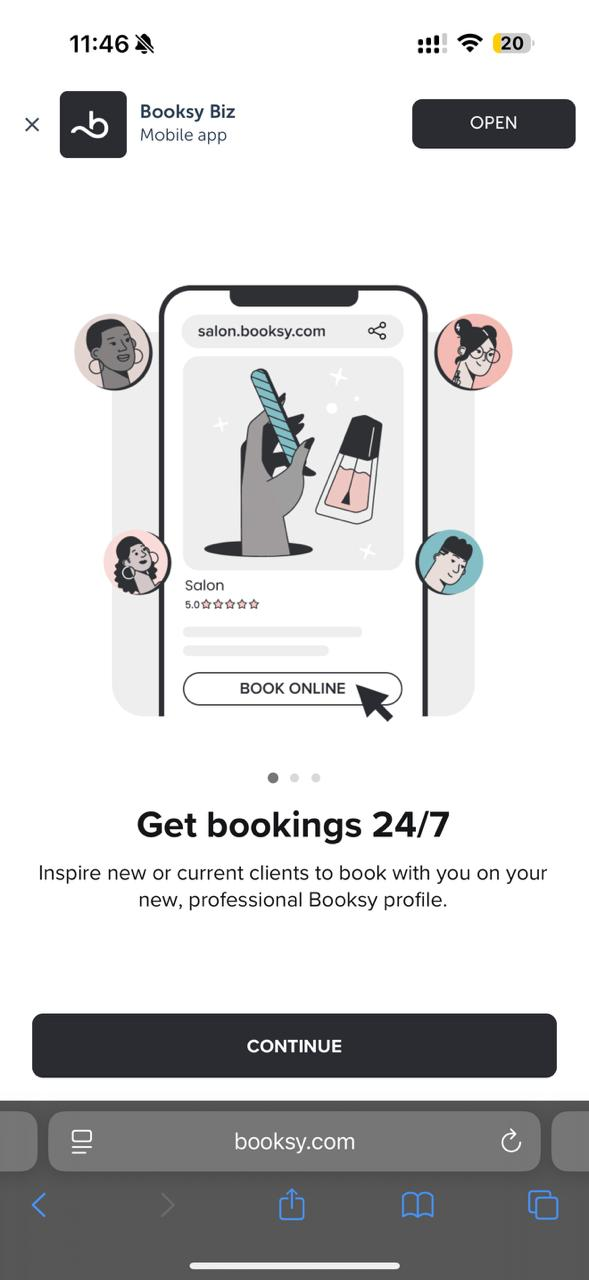 11:46
20
Booksy Biz
Mobile app
OPEN
salon.booksy.com
Salon
5.0
BOOK ONLINE
Get bookings 24/7
Inspire new or current clients to book with you on your
new, professional Booksy profile.
CONTINUE
booksy.com